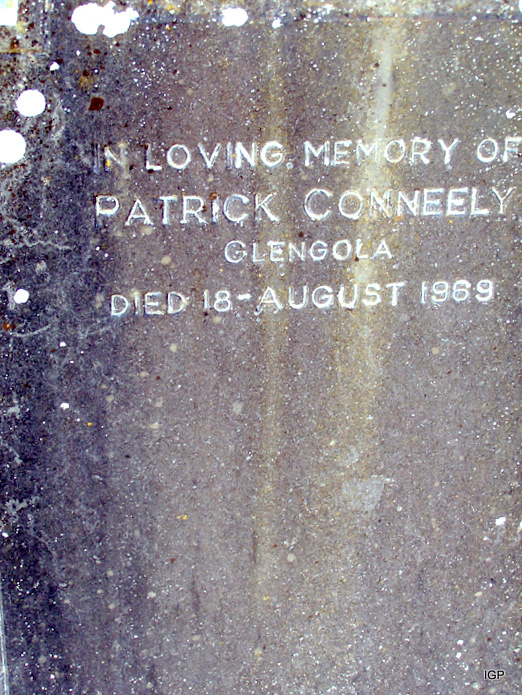 IN LOVING MEMORY OF
PATRICK CONNEELY
GLENGOLA
DIED 18-AUGUST 1969
IGP